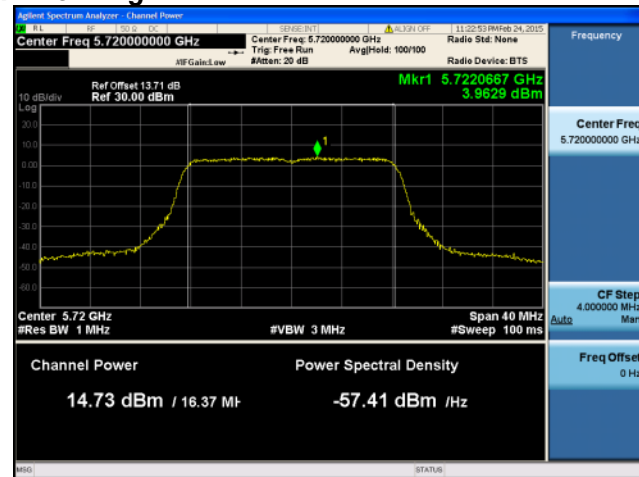 Agilent Spectrum Analyzer - Channel Power
RL RF 50 Ω DC SENSE:INT ALIGN OFF 11:22:53 PM Feb 24, 2015
Center Freq 5.720000000 GHz
#IFGain:Low
Center Freq: 5.720000000 GHz
Trig: Free Run Avg|Hold: 100/100
#Atten: 20 dB
Radio Std: None
Radio Device: BTS
Ref Offset 13.71 dB
10 dB/div Ref 30.00 dBm
Log
Mkr1 5.7220667 GHz
3.9629 dBm
20.0
10.0
0.00
-10.0
-20.0
-30.0
-40.0
-50.0
-60.0
1
Center 5.72 GHz Span 40 MHz
#Res BW 1 MHz #VBW 3 MHz #Sweep 100 ms
Channel Power Power Spectral Density
14.73 dBm / 16.37 MH -57.41 dBm /Hz
MSG STATUS
Frequency
Center Freq
5.720000000 GHz
CF Step
4.000000 MHz
Auto Man
Freq Offset
0 Hz